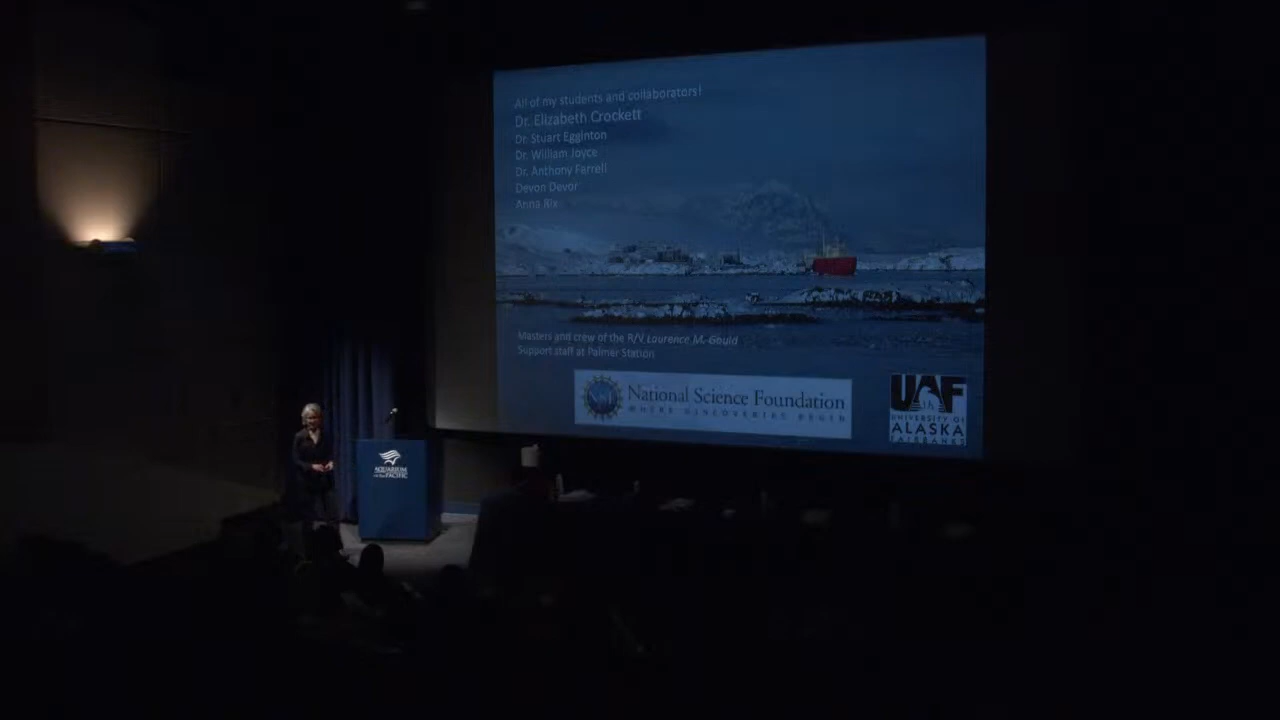 All of my students and collaborators!
Dr. Elizabeth Crockett
Dr. Stuart Egginton
Dr. William Joyce
Dr. Anthony Farrell
Devon Devor
Anna Rix
Masters and crew of the R/V Laurence M. Gould
Support staff at Palmer Station
NSF
National Science Foundation
WHERE DISCOVERIES BEGIN
UAF
UNIVERSITY OF
ALASKA
FAIRBANKS
AQUARIUM
OF THE PACIFIC